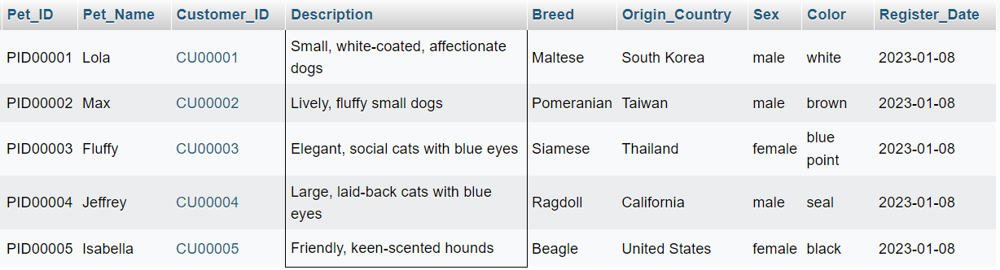 Pet_ID Pet_Name Customer_ID Description Breed Origin_Country Sex Color Register_Date
PID00001 Lola CU00001 Small, white-coated, affectionate dogs Maltese South Korea male white 2023-01-08
PID00002 Max CU00002 Lively, fluffy small dogs Pomeranian Taiwan male brown 2023-01-08
PID00003 Fluffy CU00003 Elegant, social cats with blue eyes Siamese Thailand female blue point 2023-01-08
PID00004 Jeffrey CU00004 Large, laid-back cats with blue eyes Ragdoll California male seal 2023-01-08
PID00005 Isabella CU00005 Friendly, keen-scented hounds Beagle United States female black 2023-01-08